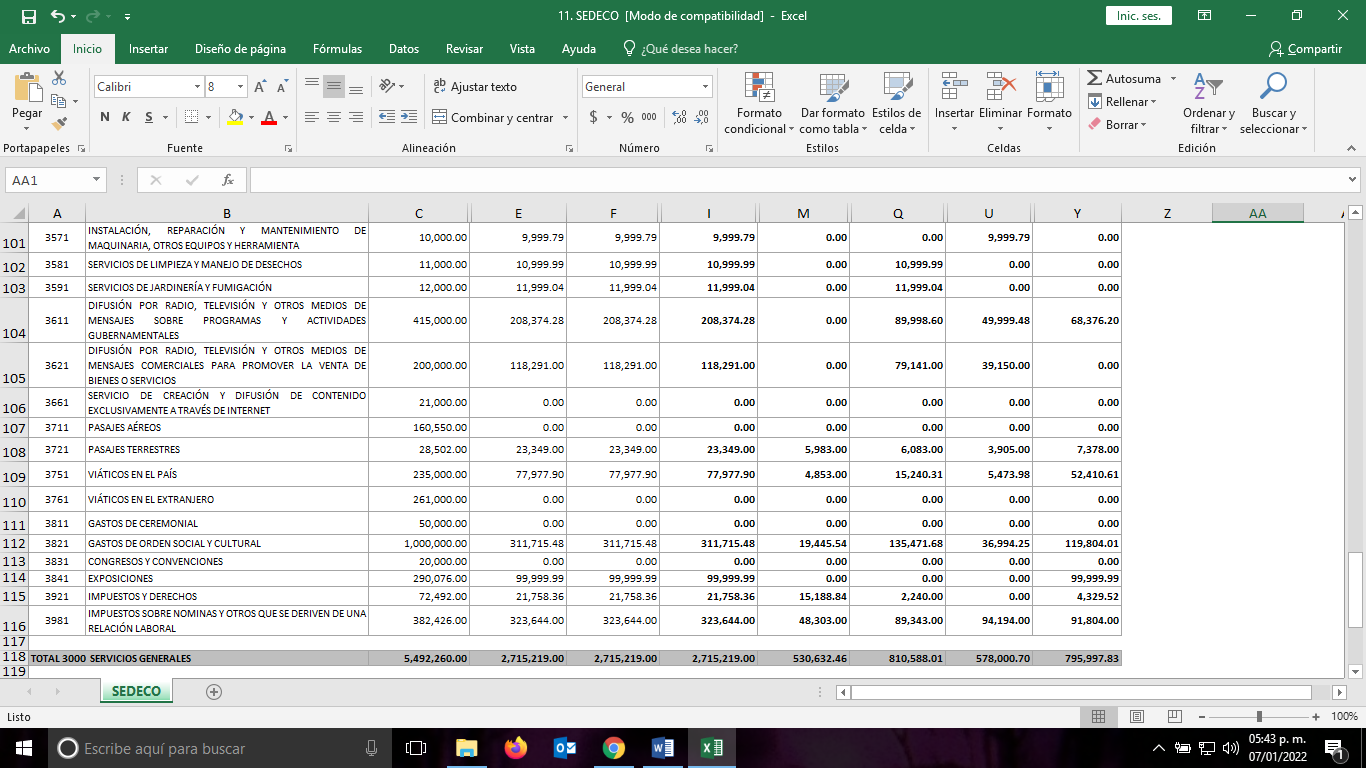 11. SEDECO [Modo de compatibilidad] - Excel
Inic. ses.
Archivo Inicio Insertar Diseño de página Fórmulas Datos Revisar Vista Ayuda ¿Qué desea hacer? Compartir
Pegar
Calibri 8
N K S
Ajustar texto
Combinar y centrar
General
$ % 000
Formato condicional
Dar formato como tabla
Estilos de celda
Insertar Eliminar Formato
Autosuma
Rellenar
Borrar
Ordenar y filtrar
Buscar y seleccionar
Portapapeles Fuente Alineación Número Estilos Celdas Edición
AA1
fx
A B C E F I M Q U Y Z AA
101 3571 INSTALACIÓN, REPARACIÓN Y MANTENIMIENTO DE
MAQUINARIA, OTROS EQUIPOS Y HERRAMIENTA 10,000.00 9,999.79 9,999.79 9,999.79 0.00 0.00 9,999.79 0.00
102 3581 SERVICIOS DE LIMPIEZA Y MANEJO DE DESECHOS 11,000.00 10,999.99 10,999.99 10,999.99 0.00 10,999.99 0.00 0.00
103 3591 SERVICIOS DE JARDINERÍA Y FUMIGACIÓN 12,000.00 11,999.04 11,999.04 11,999.04 0.00 11,999.04 0.00 0.00
104 3611 DIFUSIÓN POR RADIO, TELEVISIÓN Y OTROS MEDIOS DE
MENSAJES SOBRE PROGRAMAS Y ACTIVIDADES
GUBERNAMENTALES 415,000.00 208,374.28 208,374.28 208,374.28 0.00 89,998.60 49,999.48 68,376.20
105 3621 DIFUSIÓN POR RADIO, TELEVISIÓN Y OTROS MEDIOS DE
MENSAJES COMERCIALES PARA PROMOVER LA VENTA DE
BIENES O SERVICIOS 200,000.00 118,291.00 118,291.00 118,291.00 0.00 79,141.00 39,150.00 0.00
106 3661 SERVICIO DE CREACIÓN Y DIFUSIÓN DE CONTENIDO
EXCLUSIVAMENTE A TRAVÉS DE INTERNET 21,000.00 0.00 0.00 0.00 0.00 0.00 0.00 0.00
107 3711 PASAJES AÉREOS 160,550.00 0.00 0.00 0.00 0.00 0.00 0.00 0.00
108 3721 PASAJES TERRESTRES 28,502.00 23,349.00 23,349.00 23,349.00 5,983.00 6,083.00 3,905.00 7,378.00
109 3751 VIÁTICOS EN EL PAÍS 235,000.00 77,977.90 77,977.90 77,977.90 4,853.00 15,240.31 5,473.98 52,410.61
110 3761 VIÁTICOS EN EL EXTRANJERO 261,000.00 0.00 0.00 0.00 0.00 0.00 0.00 0.00
111 3811 GASTOS DE CEREMONIAL 50,000.00 0.00 0.00 0.00 0.00 0.00 0.00 0.00
112 3821 GASTOS DE ORDEN SOCIAL Y CULTURAL 1,000,000.00 311,715.48 311,715.48 311,715.48 19,445.54 135,471.68 36,994.25 119,804.01
113 3831 CONGRESOS Y CONVENCIONES 20,000.00 0.00 0.00 0.00 0.00 0.00 0.00 0.00
114 3841 EXPOSICIONES 290,076.00 99,999.99 99,999.99 99,999.99 0.00 0.00 0.00 99,999.99
115 3921 IMPUESTOS Y DERECHOS 72,492.00 21,758.36 21,758.36 21,758.36 15,188.84 2,240.00 0.00 4,329.52
116 3981 IMPUESTOS SOBRE NOMINAS Y OTROS QUE SE DERIVEN DE UNA
RELACIÓN LABORAL 382,426.00 323,644.00 323,644.00 323,644.00 48,303.00 89,343.00 94,194.00 91,804.00
117
118 TOTAL 3000 SERVICIOS GENERALES 5,492,260.00 2,715,219.00 2,715,219.00 2,715,219.00 530,632.46 810,588.01 578,000.70 795,997.83
119
SEDECO
Listo
100%
Escribe aquí para buscar
05:43 p. m.
07/01/2022
1